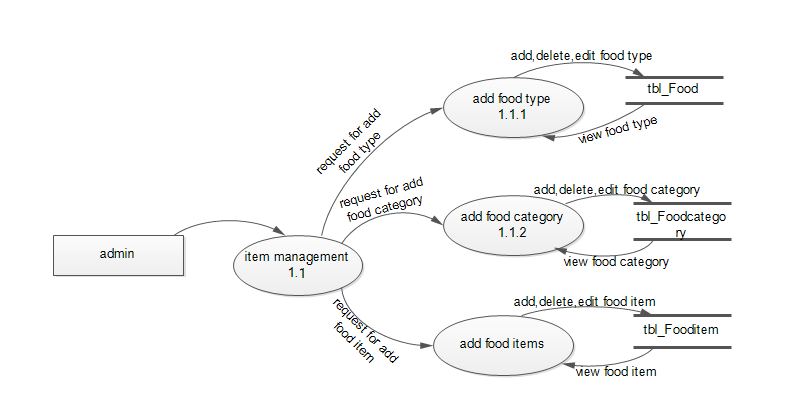 add,delete,edit food type
add food type
1.1.1
tbl_Food
view food type
request for add
food type
request for add
food category
add,delete,edit food category
add food category
1.1.2
tbl_Foodcatego
ry
view food category
admin
item management
1.1
request for add
food item
add,delete,edit food item
add food items
tbl_Fooditem
view food item